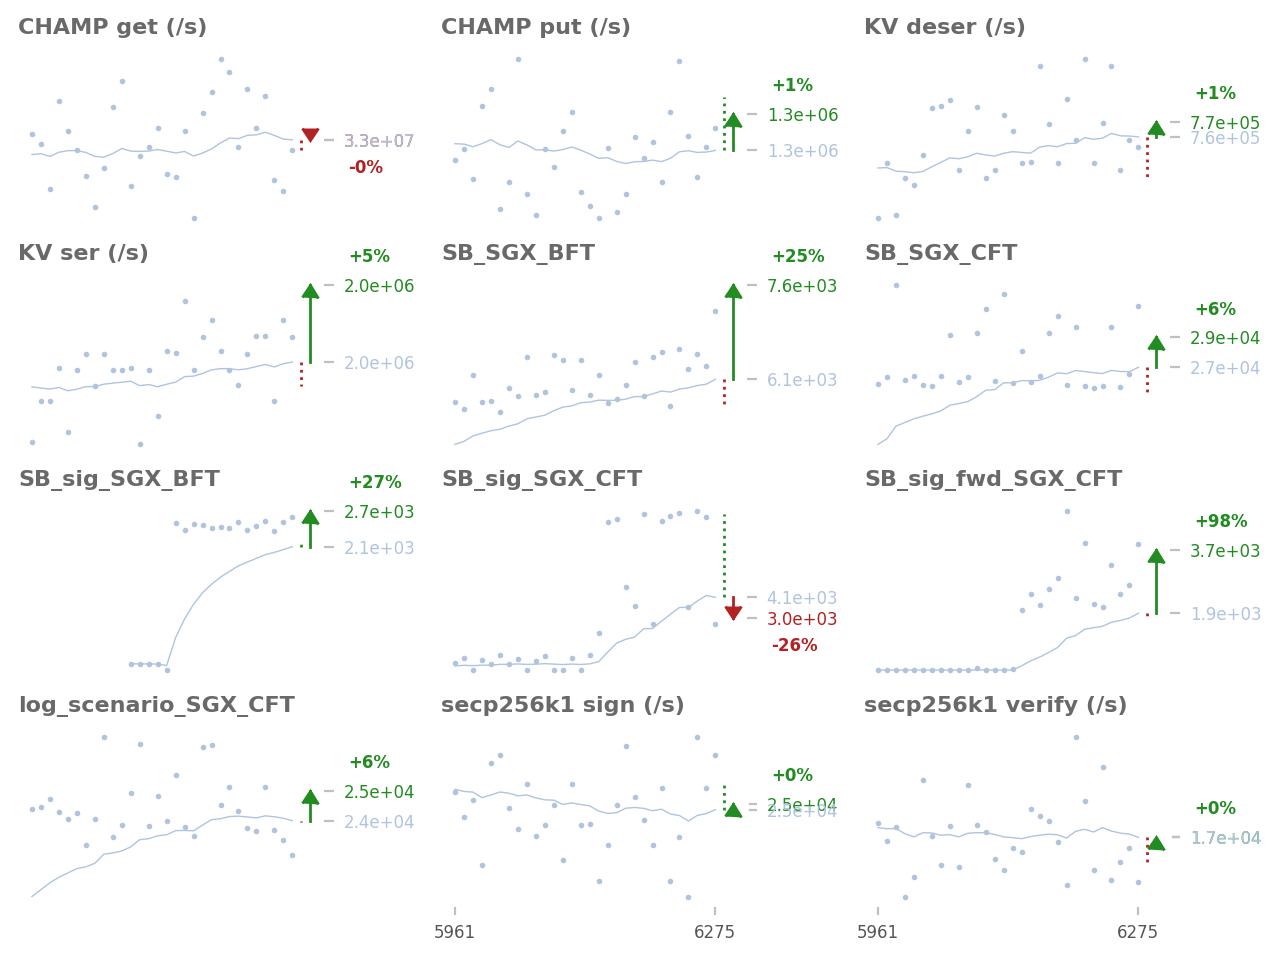 CHAMP get (/s)
3.3e+07
-0%
CHAMP put (/s)
+1%
1.3e+06
1.3e+06
KV deser (/s)
+1%
7.7e+05
7.6e+05
KV ser (/s)
+5%
2.0e+06
2.0e+06
SB_SGX_BFT
+25%
7.6e+03
6.1e+03
SB_SGX_CFT
+6%
2.9e+04
2.7e+04
SB_sig_SGX_BFT
+27%
2.7e+03
2.1e+03
SB_sig_SGX_CFT
4.1e+03
3.0e+03
-26%
SB_sig_fwd_SGX_CFT
+98%
3.7e+03
1.9e+03
log_scenario_SGX_CFT
+6%
2.5e+04
2.4e+04
secp256k1 sign (/s)
+0%
2.5e+04
2.5e+04
5961
6275
secp256k1 verify (/s)
+0%
1.7e+04
5961
6275